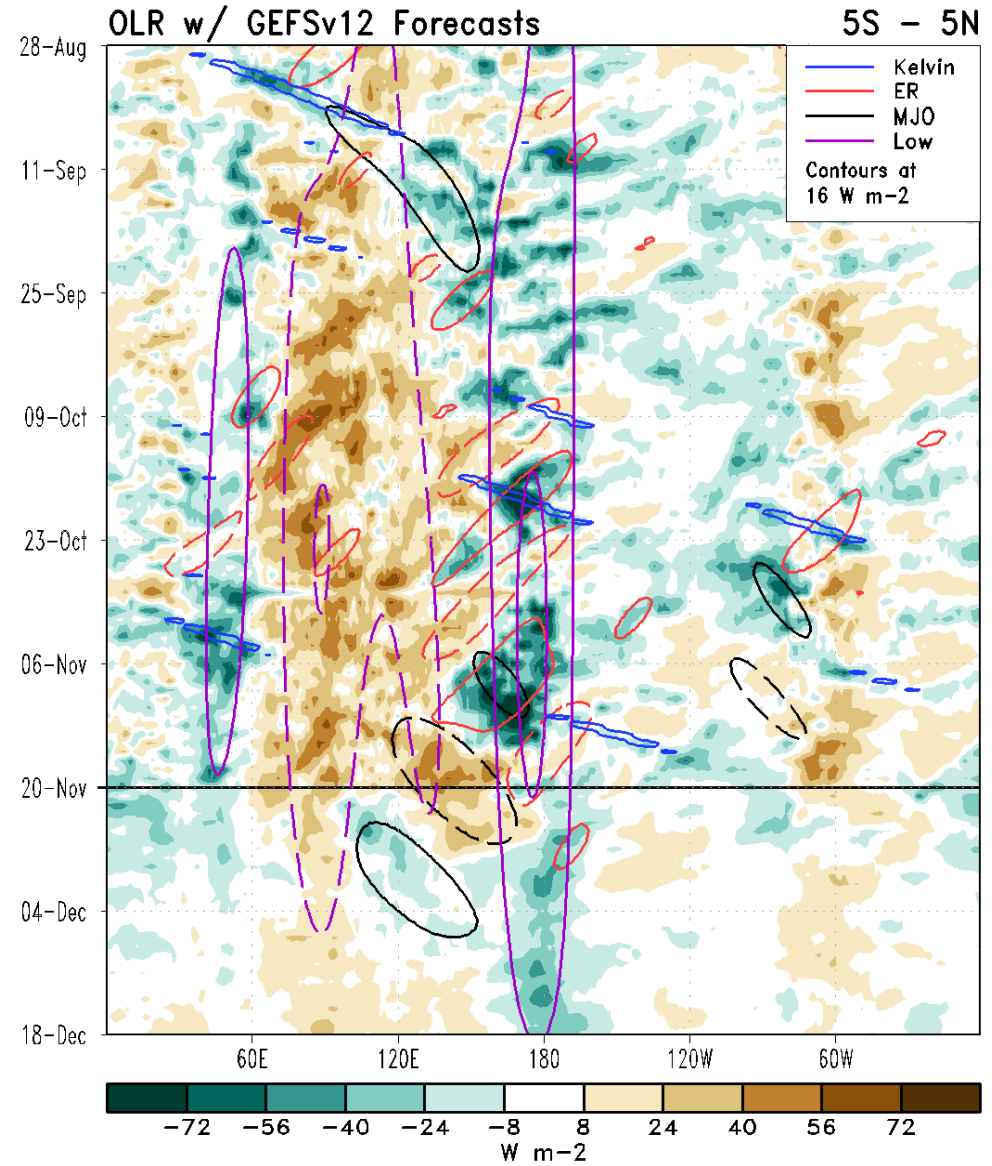 OLR w/ GEFSv12 Forecasts 5S - 5N
28-Aug
11-Sep
25-Sep
09-Oct
23-Oct
06-Nov
20-Nov
04-Dec
18-Dec
Kelvin
ER
MJO
Low
Contours at
16 W m-2
60E 120E 180 120W 60W
-72 -56 -40 -24 -8 8 24 40 56 72
W m-2